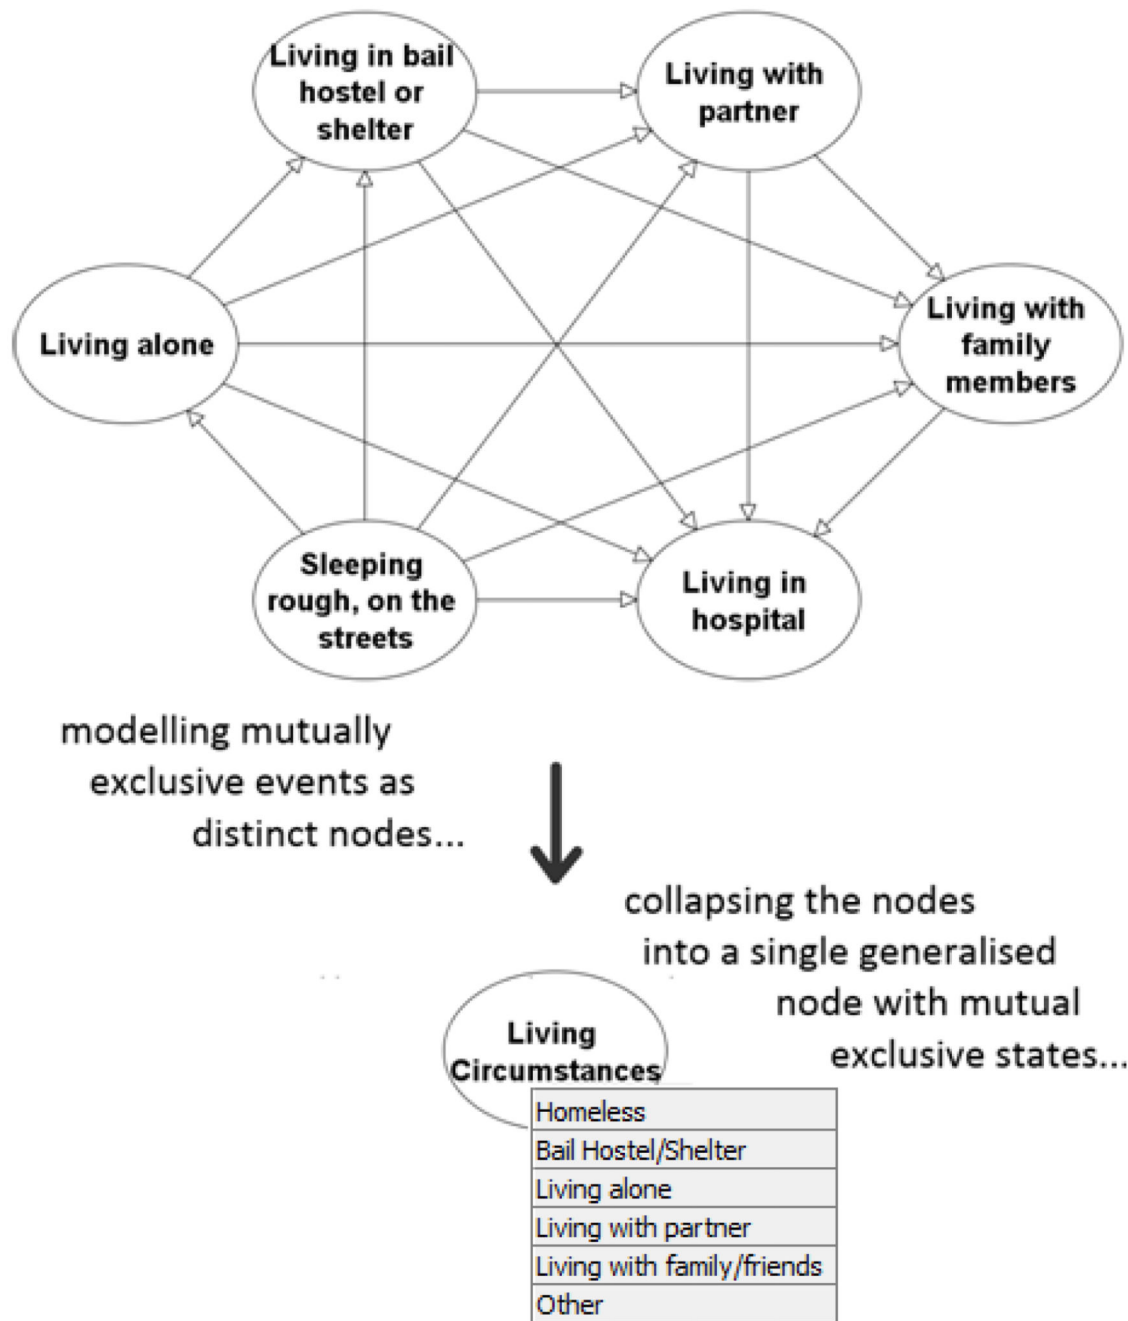 Living in bail
hostel or
shelter
Living with
partner
Living alone
Living with
family
members
Sleeping
rough, on the
streets
Living in
hospital
modelling mutually
exclusive events as
distinct nodes...
collapsing the nodes
into a single generalised
node with mutual
exclusive states...
Living
Circumstances
Homeless
Bail Hostel/Shelter
Living alone
Living with partner
Living with family/friends
Other